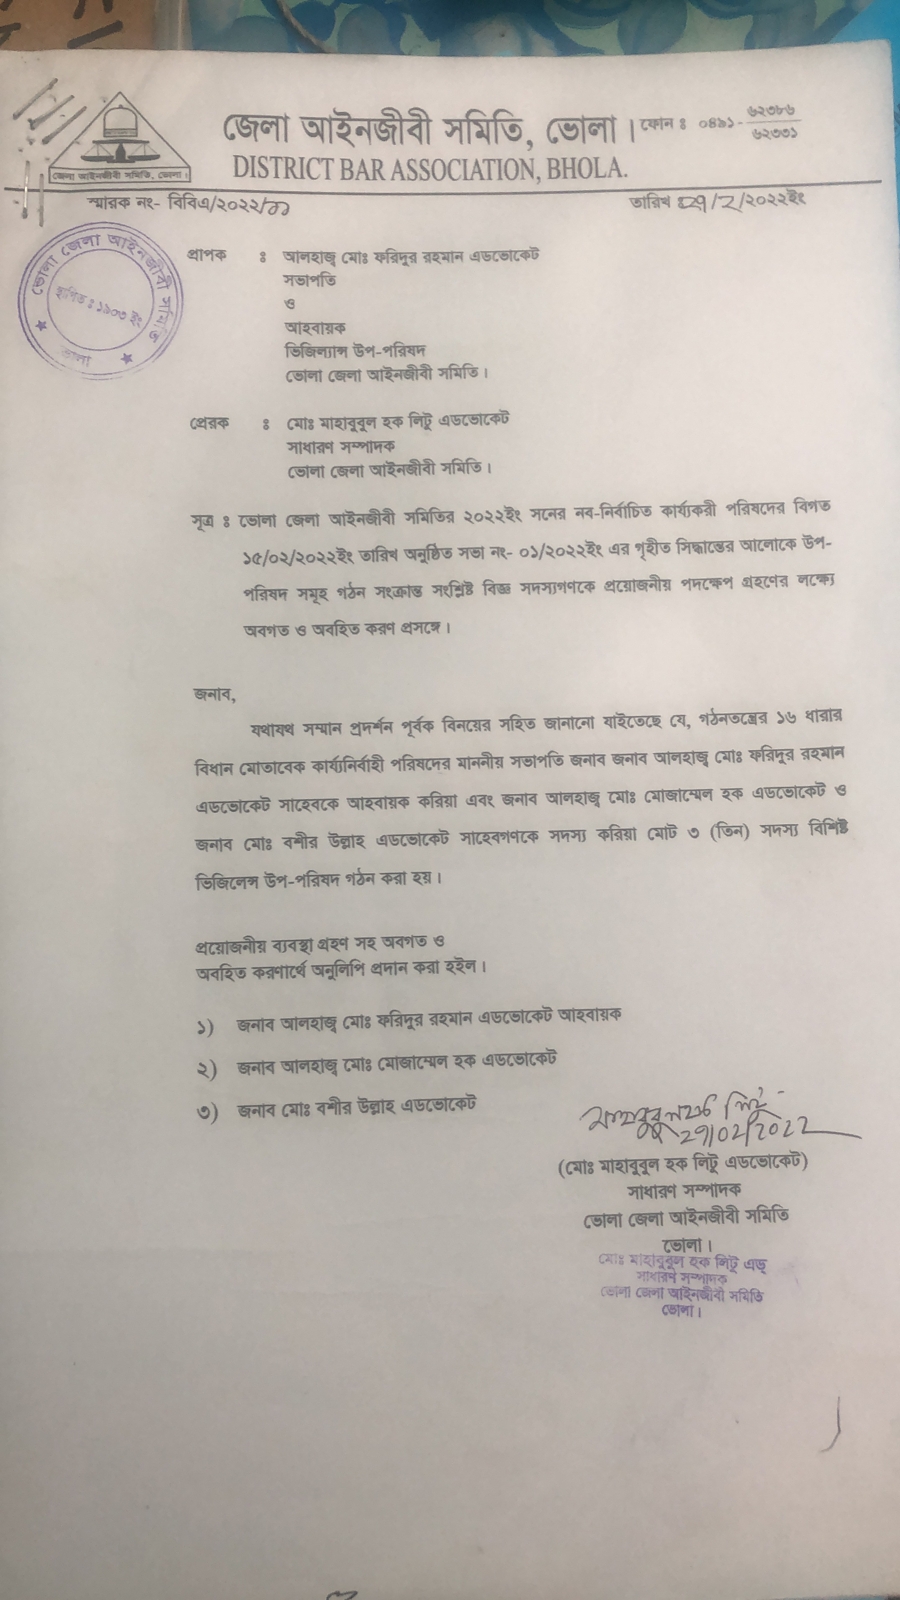 জেলা আইনজীবী সমিতি, ভোলা।
ফোন ঃ ০৪৯১-৬২৩৮৬
৬২৩৩১
DISTRICT BAR ASSOCIATION, BHOLA.
জেলা আইনজীবী সমিতি, ভোলা।
স্মারক নং- বিবিএ/২০২২/
তারিখ /২০২২ইং
ভোলা জেলা আইনজীবী সমিতি
স্থাপিত ঃ ১৯০৩ ইং
ভোলা
প্রাপক ঃ আলহাজ্ব মোঃ ফরিদুর রহমান এডভোকেট
সভাপতি
ও
আহবায়ক
ভিজিল্যান্স উপ-পরিষদ
ভোলা জেলা আইনজীবী সমিতি।
প্রেরক ঃ মোঃ মাহাবুবুল হক লিটু এডভোকেট
সাধারণ সম্পাদক
ভোলা জেলা আইনজীবী সমিতি।
সূত্র ঃ ভোলা জেলা আইনজীবী সমিতির ২০২২ইং সনের নব-নির্বাচিত কার্য্যকরী পরিষদের বিগত
১৫/০২/২০২২ইং তারিখ অনুষ্ঠিত সভা নং- ০১/২০২২ইং এর গৃহীত সিদ্ধান্তের আলোকে উপ-
পরিষদ সমূহ গঠন সংক্রান্ত সংশ্লিষ্ট বিজ্ঞ সদস্যগণকে প্রয়োজনীয় পদক্ষেপ গ্রহণের লক্ষ্যে
অবগত ও অবহিত করণ প্রসঙ্গে।
জনাব,
যথাযথ সম্মান প্রদর্শন পূর্বক বিনয়ের সহিত জানানো যাইতেছে যে, গঠনতন্ত্রের ১৬ ধারার
বিধান মোতাবেক কার্য্যনির্বাহী পরিষদের মাননীয় সভাপতি জনাব জনাব আলহাজ্ব মোঃ ফরিদুর রহমান
এডভোকেট সাহেবকে আহবায়ক করিয়া এবং জনাব আলহাজ্ব মোঃ মোজাম্মেল হক এডভোকেট ও
জনাব মোঃ বশীর উল্লাহ এডভোকেট সাহেবগণকে সদস্য করিয়া মোট ৩ (তিন) সদস্য বিশিষ্ট
ভিজিলেন্স উপ-পরিষদ গঠন করা হয়।
প্রয়োজনীয় ব্যবস্থা গ্রহণ সহ অবগত ও
অবহিত করণার্থে অনুলিপি প্রদান করা হইল।
১) জনাব আলহাজ্ব মোঃ ফরিদুর রহমান এডভোকেট আহবায়ক
২) জনাব আলহাজ্ব মোঃ মোজাম্মেল হক এডভোকেট
৩) জনাব মোঃ বশীর উল্লাহ এডভোকেট
(মোঃ মাহাবুবুল হক লিটু এডভোকেট)
সাধারণ সম্পাদক
ভোলা জেলা আইনজীবী সমিতি
ভোলা।
মোঃ মাহাবুবুল হক লিটু এড্
সাধারণ সম্পাদক
ভোলা জেলা আইনজীবী সমিতি
ভোলা।